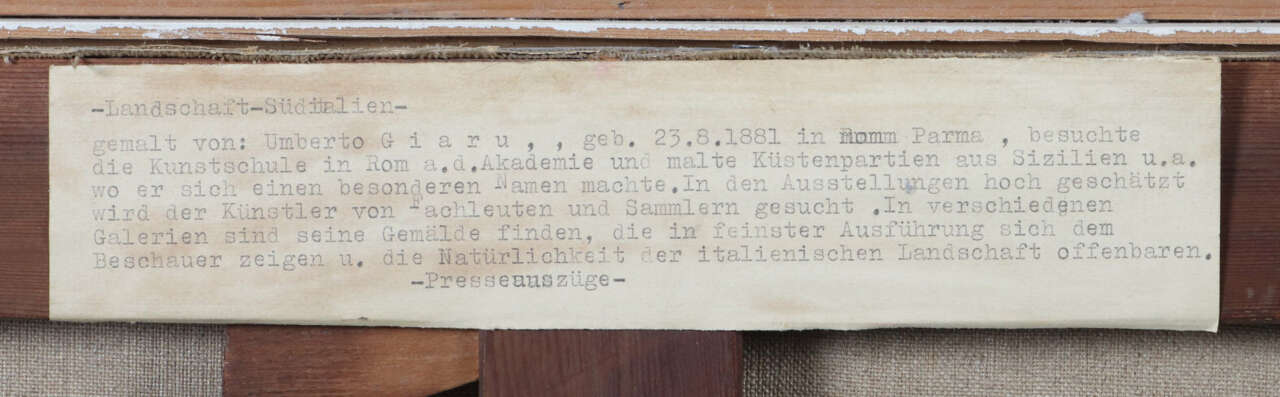 -Landschaft-Süditalien-
gemalt von: Umberto G i a r u , , geb. 23.8.1881 in Parma , besuchte
die Kunstschule in Rom a.d.Akademie und malte Küstenpartien aus Sizilien u.a.
wo er sich einen besonderen Namen machte.In den Ausstellungen hoch geschätzt
wird der Künstler von Fachleuten und Sammlern gesucht .In verschiedenen
Galerien sind seine Gemälde finden, die in feinster Ausführung sich dem
Beschauer zeigen u. die Natürlichkeit der italienischen Landschaft offenbaren.
-Presseauszüge-